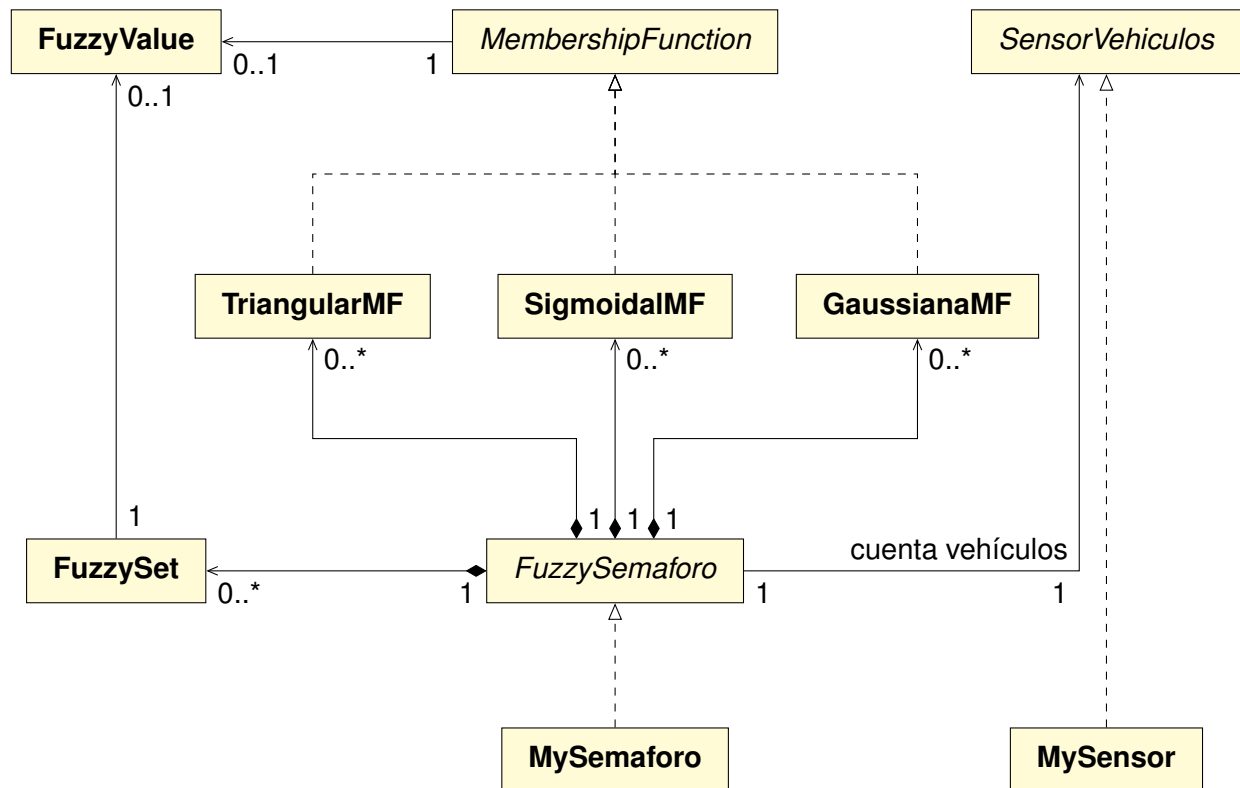 FuzzyValue
MembershipFunction
SensorVehiculos
0..1
1
0..1
TriangularMF
SigmoidalMF
GaussianaMF
0..*
0..*
0..*
1
1
1
1
cuenta vehículos
FuzzySet
FuzzySemaforo
0..*
1
1
1
MySemaforo
MySensor